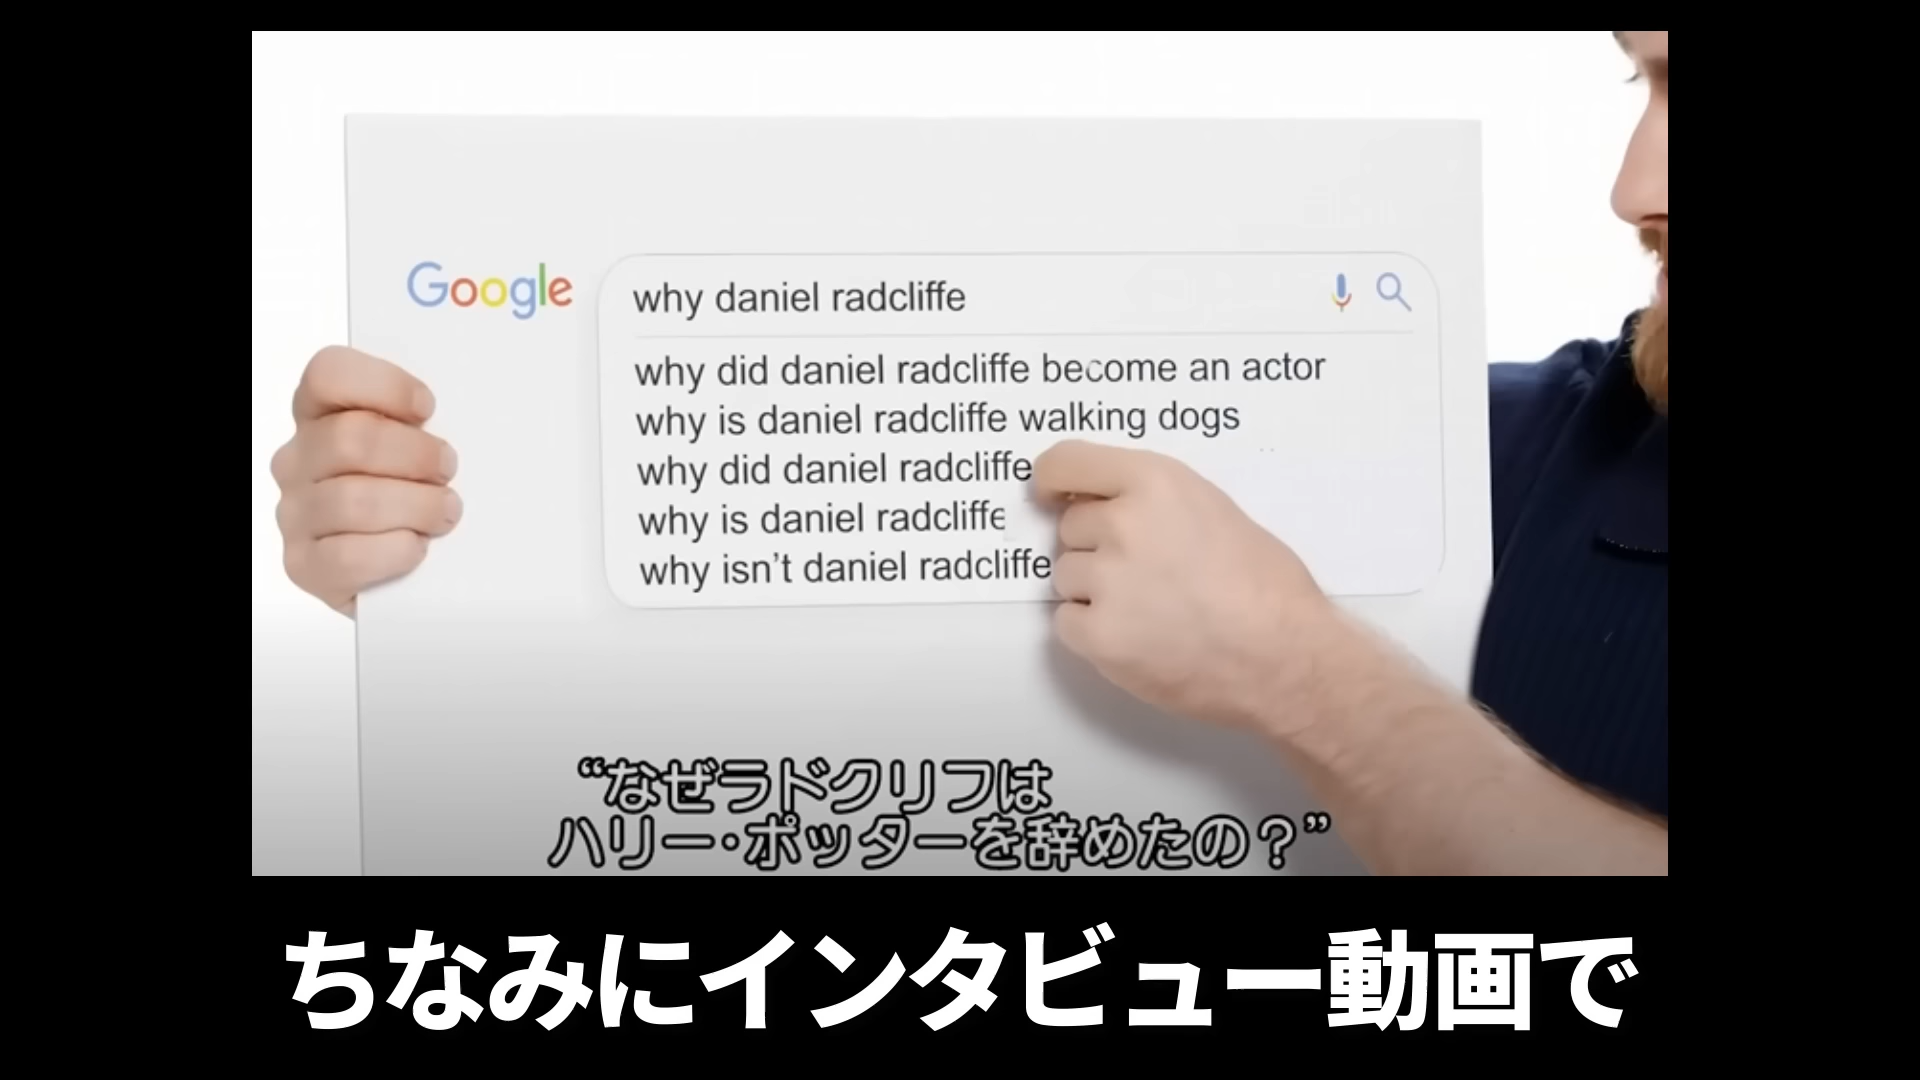 Google
why daniel radcliffe
why did daniel radcliffe become an actor
why is daniel radcliffe walking dogs
why did daniel radcliffe
why is daniel radcliffe
why isn't daniel radcliffe
“なぜラドクリフは
ハリー・ポッターを辞めたの？”
ちなみにインタビュー動画で